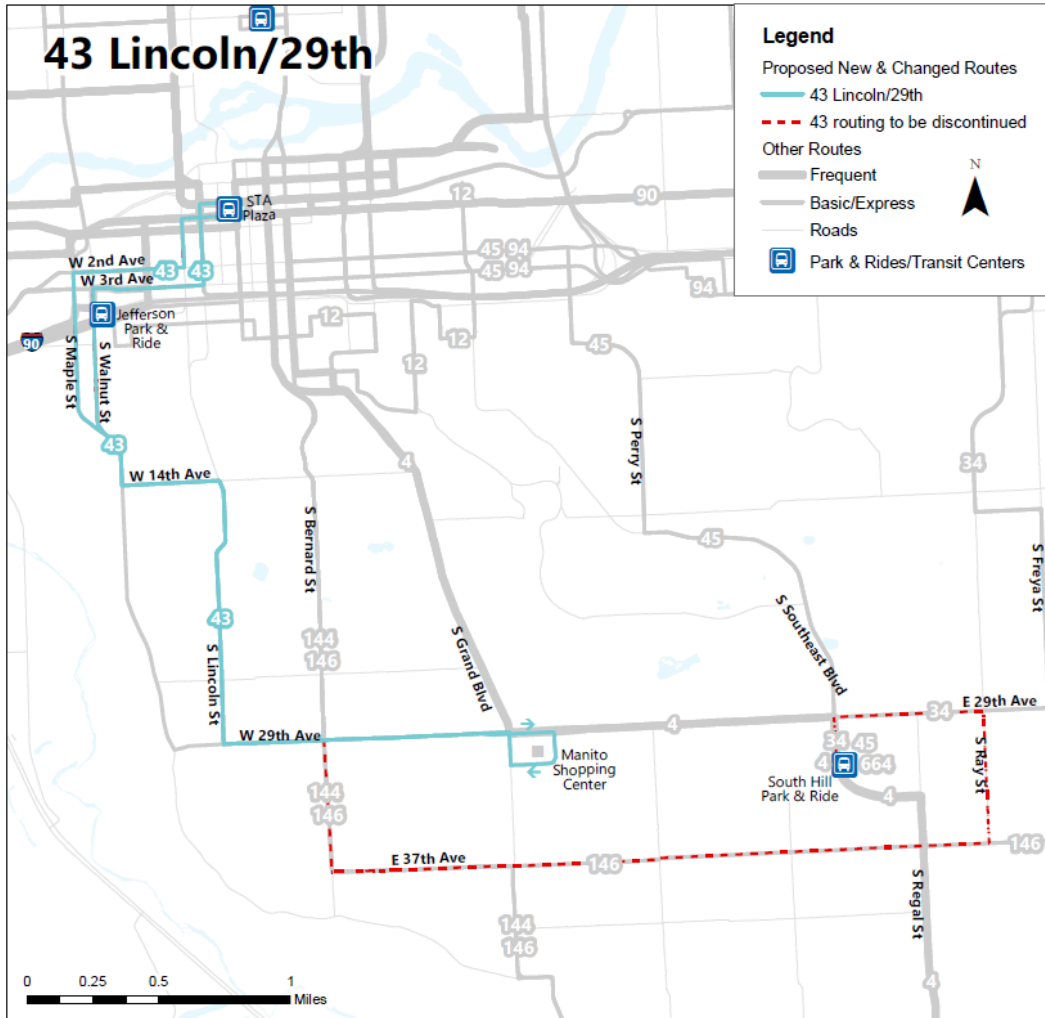 43 Lincoln/29th
Legend
Proposed New & Changed Routes
43 Lincoln/29th
43 routing to be discontinued
Other Routes
Frequent
Basic/Express
Roads
Park & Rides/Transit Centers
N
STA
Plaza
12
90
W 2nd Ave
43
43
W 3rd Ave
45 94
45 94
94
Jefferson
Park &
Ride
90
S Maple St
S Walnut St
12
12
12
45
43
W 14th Ave
4
S Perry St
34
S Bernard St
45
S Freya St
43
144
146
S Lincoln St
S Grand Blvd
S Southeast Blvd
W 29th Ave
4
34
E 29th Ave
Manito
Shopping
Center
34 45
4 664
South Hill
Park & Ride
4
S Ray St
144
146
E 37th Ave
146
146
S Regal St
144
146
4
0 0.25 0.5 1
Miles